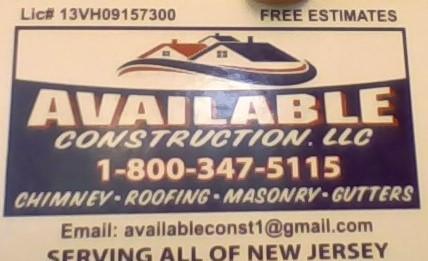 Lic# 13VH09157300 FREE ESTIMATES
AVAILABLE
CONSTRUCTION. LLC
1-800-347-5115
CHIMNEY - ROOFING - MASONRY - GUTTERS
Email: availableconst1@gmail.com
SERVING ALL OF NEW JERSEY